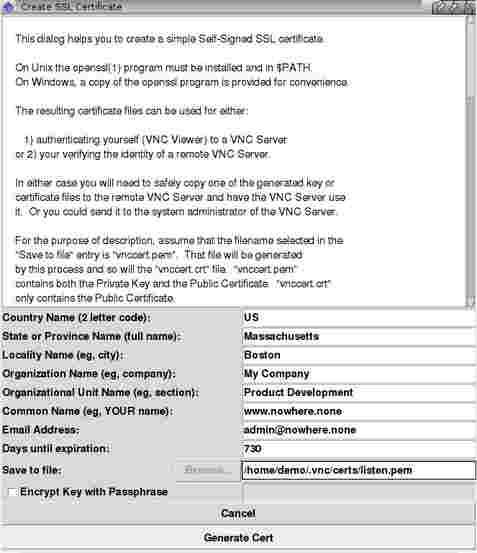 Create SSL Certificate
This dialog helps you to create a simple Self-Signed SSL certificate.
On Unix the openssl(1) program must be installed and in $PATH.
On Windows, a copy of the openssl program is provided for convenience.
The resulting certificate files can be used for either:
1) authenticating yourself (VNC Viewer) to a VNC Server
or 2) your verifying the identity of a remote VNC Server.
In either case you will need to safely copy one of the generated key or
certificate files to the remote VNC Server and have the VNC Server use
it. Or you could send it to the system administrator of the VNC Server.
For the purpose of description, assume that the filename selected in the
"Save to file" entry is "vnccert.pem". That file will be generated
by this process and so will the "vnccert.crt" file. "vnccert.pem"
contains both the Private Key and the Public Certificate. "vnccert.crt"
only contains the Public Certificate.
Country Name (2 letter code): US
State or Province Name (full name): Massachusetts
Locality Name (eg, city): Boston
Organization Name (eg, company): My Company
Organizational Unit Name (eg, section): Product Development
Common Name (eg, YOUR name): www.nowhere.none
Email Address: admin@nowhere.none
Days until expiration: 730
Save to file: Browse... /home/demo/.vnc/certs/listen.pem
Encrypt Key with Passphrase
Cancel
Generate Cert